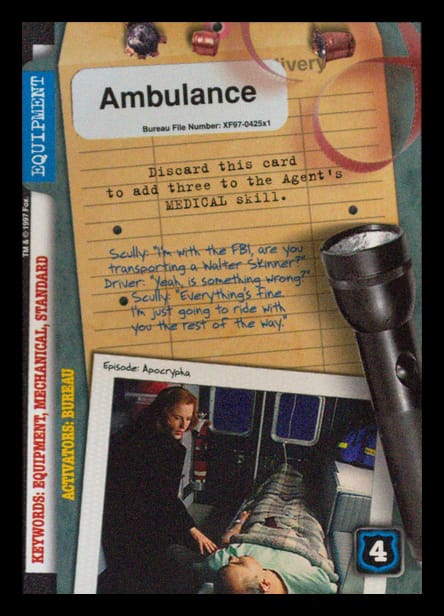 livery
Ambulance
Bureau File Number: XF97-0425x1
Discard this card
to add three to the Agent's
MEDICAL skill.
Scully: "I'm with the FBI, are you
transporting a Walter Skinner?"
Driver: "Yeah, is something wrong?"
Scully: "Everything's fine.
I'm just going to ride with
you the rest of the way."
Episode: Apocrypha
4
EQUIPMENT
TM & © 1997 Fox.
KEYWORDS: EQUIPMENT, MECHANICAL, STANDARD
ACTIVATORS: BUREAU